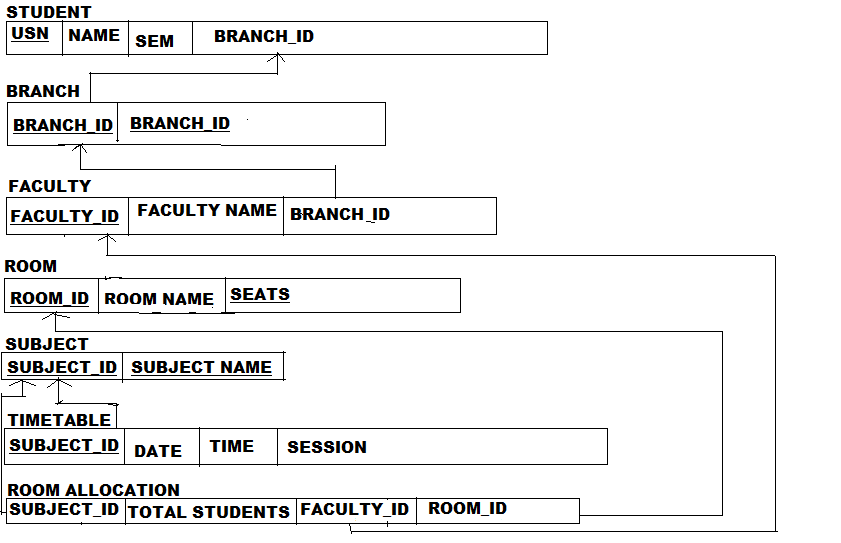 STUDENT
USN NAME SEM BRANCH_ID
BRANCH
BRANCH_ID BRANCH_ID
FACULTY
FACULTY_ID FACULTY NAME BRANCH_ID
ROOM
ROOM_ID ROOM NAME SEATS
SUBJECT
SUBJECT_ID SUBJECT NAME
TIMETABLE
SUBJECT_ID DATE TIME SESSION
ROOM ALLOCATION
SUBJECT_ID TOTAL STUDENTS FACULTY_ID ROOM_ID